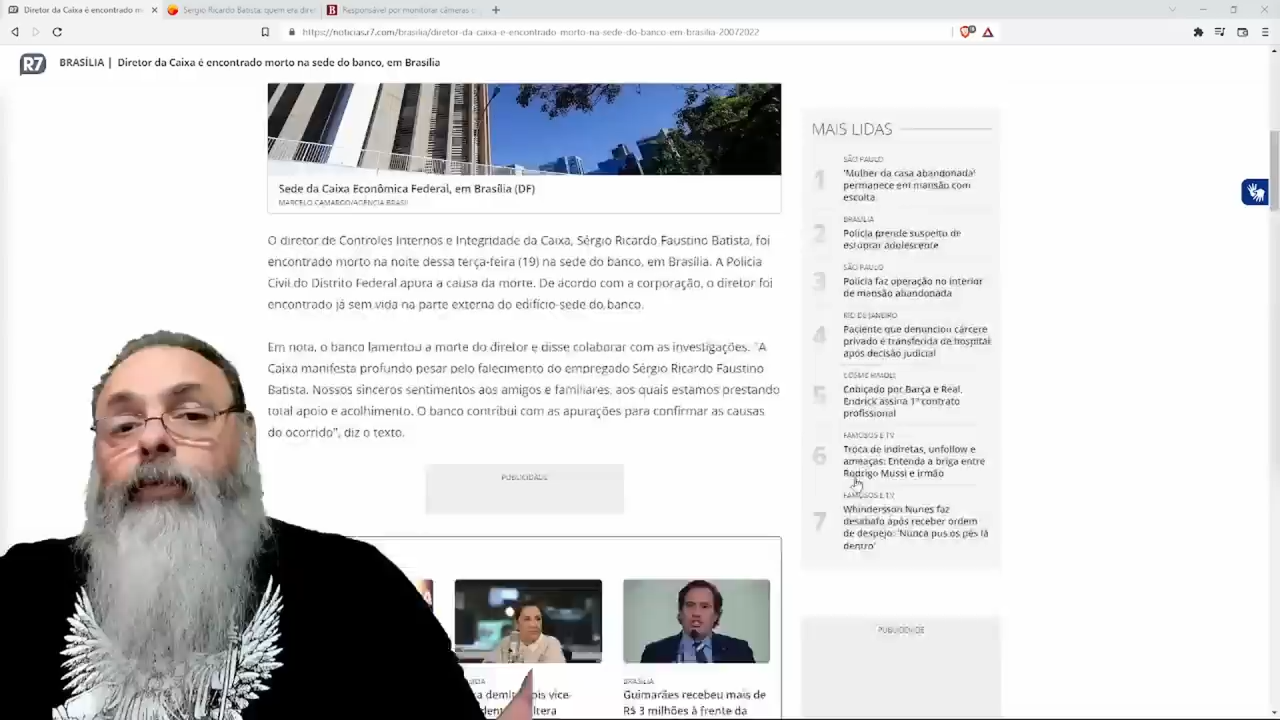 Diretor da Caixa é encontrado m
Sergio Ricardo Batista, quem era dire
Responsável por monitorar câmeras
https://noticias.r7.com/brasilia/diretor-da-caixa-e-encontrado-morto-na-sede-do-banco-em-brasilia-20072022
R7
BRASÍLIA | Diretor da Caixa é encontrado morto na sede do banco, em Brasília
Sede da Caixa Econômica Federal, em Brasília (DF)
MARCELO CAMARGO/AGÊNCIA BRASIL
O diretor de Controles Internos e Integridade da Caixa, Sérgio Ricardo Faustino Batista, foi
encontrado morto na noite dessa terça-feira (19) na sede do banco, em Brasília. A Polícia
Civil do Distrito Federal apura a causa da morte. De acordo com a corporação, o diretor foi
encontrado já sem vida na parte externa do edifício-sede do banco.
Em nota, o banco lamentou a morte do diretor e disse colaborar com as investigações. "A
Caixa manifesta profundo pesar pelo falecimento do empregado Sérgio Ricardo Faustino
Batista. Nossos sinceros sentimentos aos amigos e familiares, aos quais estamos prestando
total apoio e acolhimento. O banco contribui com as apurações para confirmar as causas
do ocorrido", diz o texto.
PUBLICIDADE
BRASÍLIA
Guimarães recebeu mais de
R$ 3 milhões à frente da
MAIS LIDAS
1
SÃO PAULO
'Mulher da casa abandonada'
permanece em mansão com
escolta
2
BRASÍLIA
Polícia prende suspeito de
estuprar adolescente
3
SÃO PAULO
Polícia faz operação no interior
de mansão abandonada
4
RIO DE JANEIRO
Paciente que denunciou cárcere
privado é transferida de hospital
após decisão judicial
5
COSME RÍMOLI
Cobiçado por Barça e Real,
Endrick assina 1º contrato
profissional
6
FAMOSOS E TV
Troca de indiretas, unfollow e
ameaças: Entenda a briga entre
Rodrigo Mussi e irmão
7
FAMOSOS E TV
Whindersson Nunes faz
desabafo após receber ordem
de despejo: 'Nunca pus os pés lá
dentro'
PUBLICIDADE